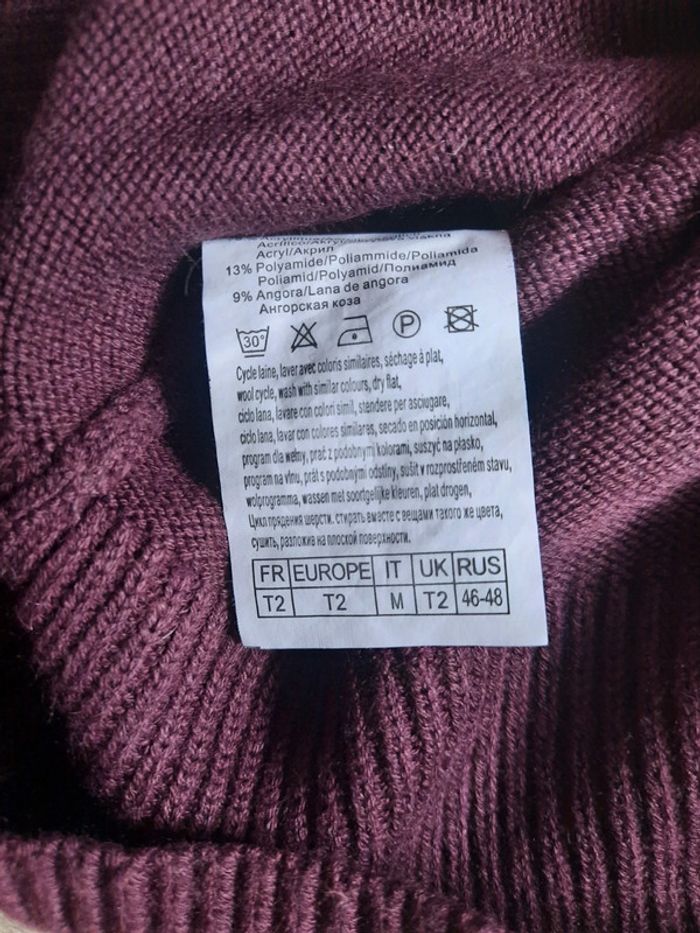 Acrílico/
Acryl/Акрил
13% Polyamide/Poliammide/Poliamida
Poliamid/Polyamid/Полиамид
9% Angora/Lana de angora
Ангорская коза
30°
P
Cycle laine, laver avec coloris similaires, séchage à plat,
wool cycle, wash with similar colours, dry flat,
ciclo lana, lavare con colori simil, stendere per asciugare,
ciclo lana, lavar con colores similares, secado en posición horizontal,
program dla wełny, prać z podobnymi kolorami, suszyć na płasko,
program na vlnu, prát s podobnými odstíny, sušit v rozprostřeném stavu,
wolprogramma, wassen met soortgelijke kleuren, plat drogen,
Цикл прядения шерсти. стирать вместе с вещами такого же цвета,
сушить, разложив на плоской поверхности.
FR EUROPE IT UK RUS
T2 T2 M T2 46-48